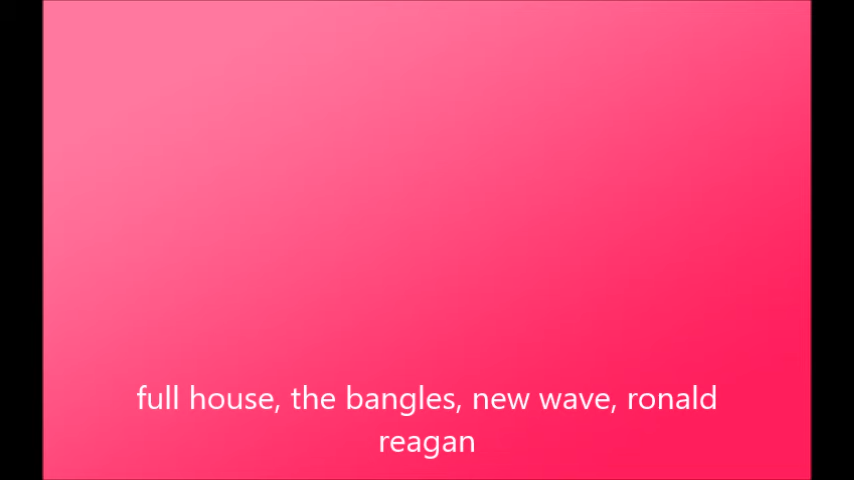 full house, the bangles, new wave, ronald
reagan